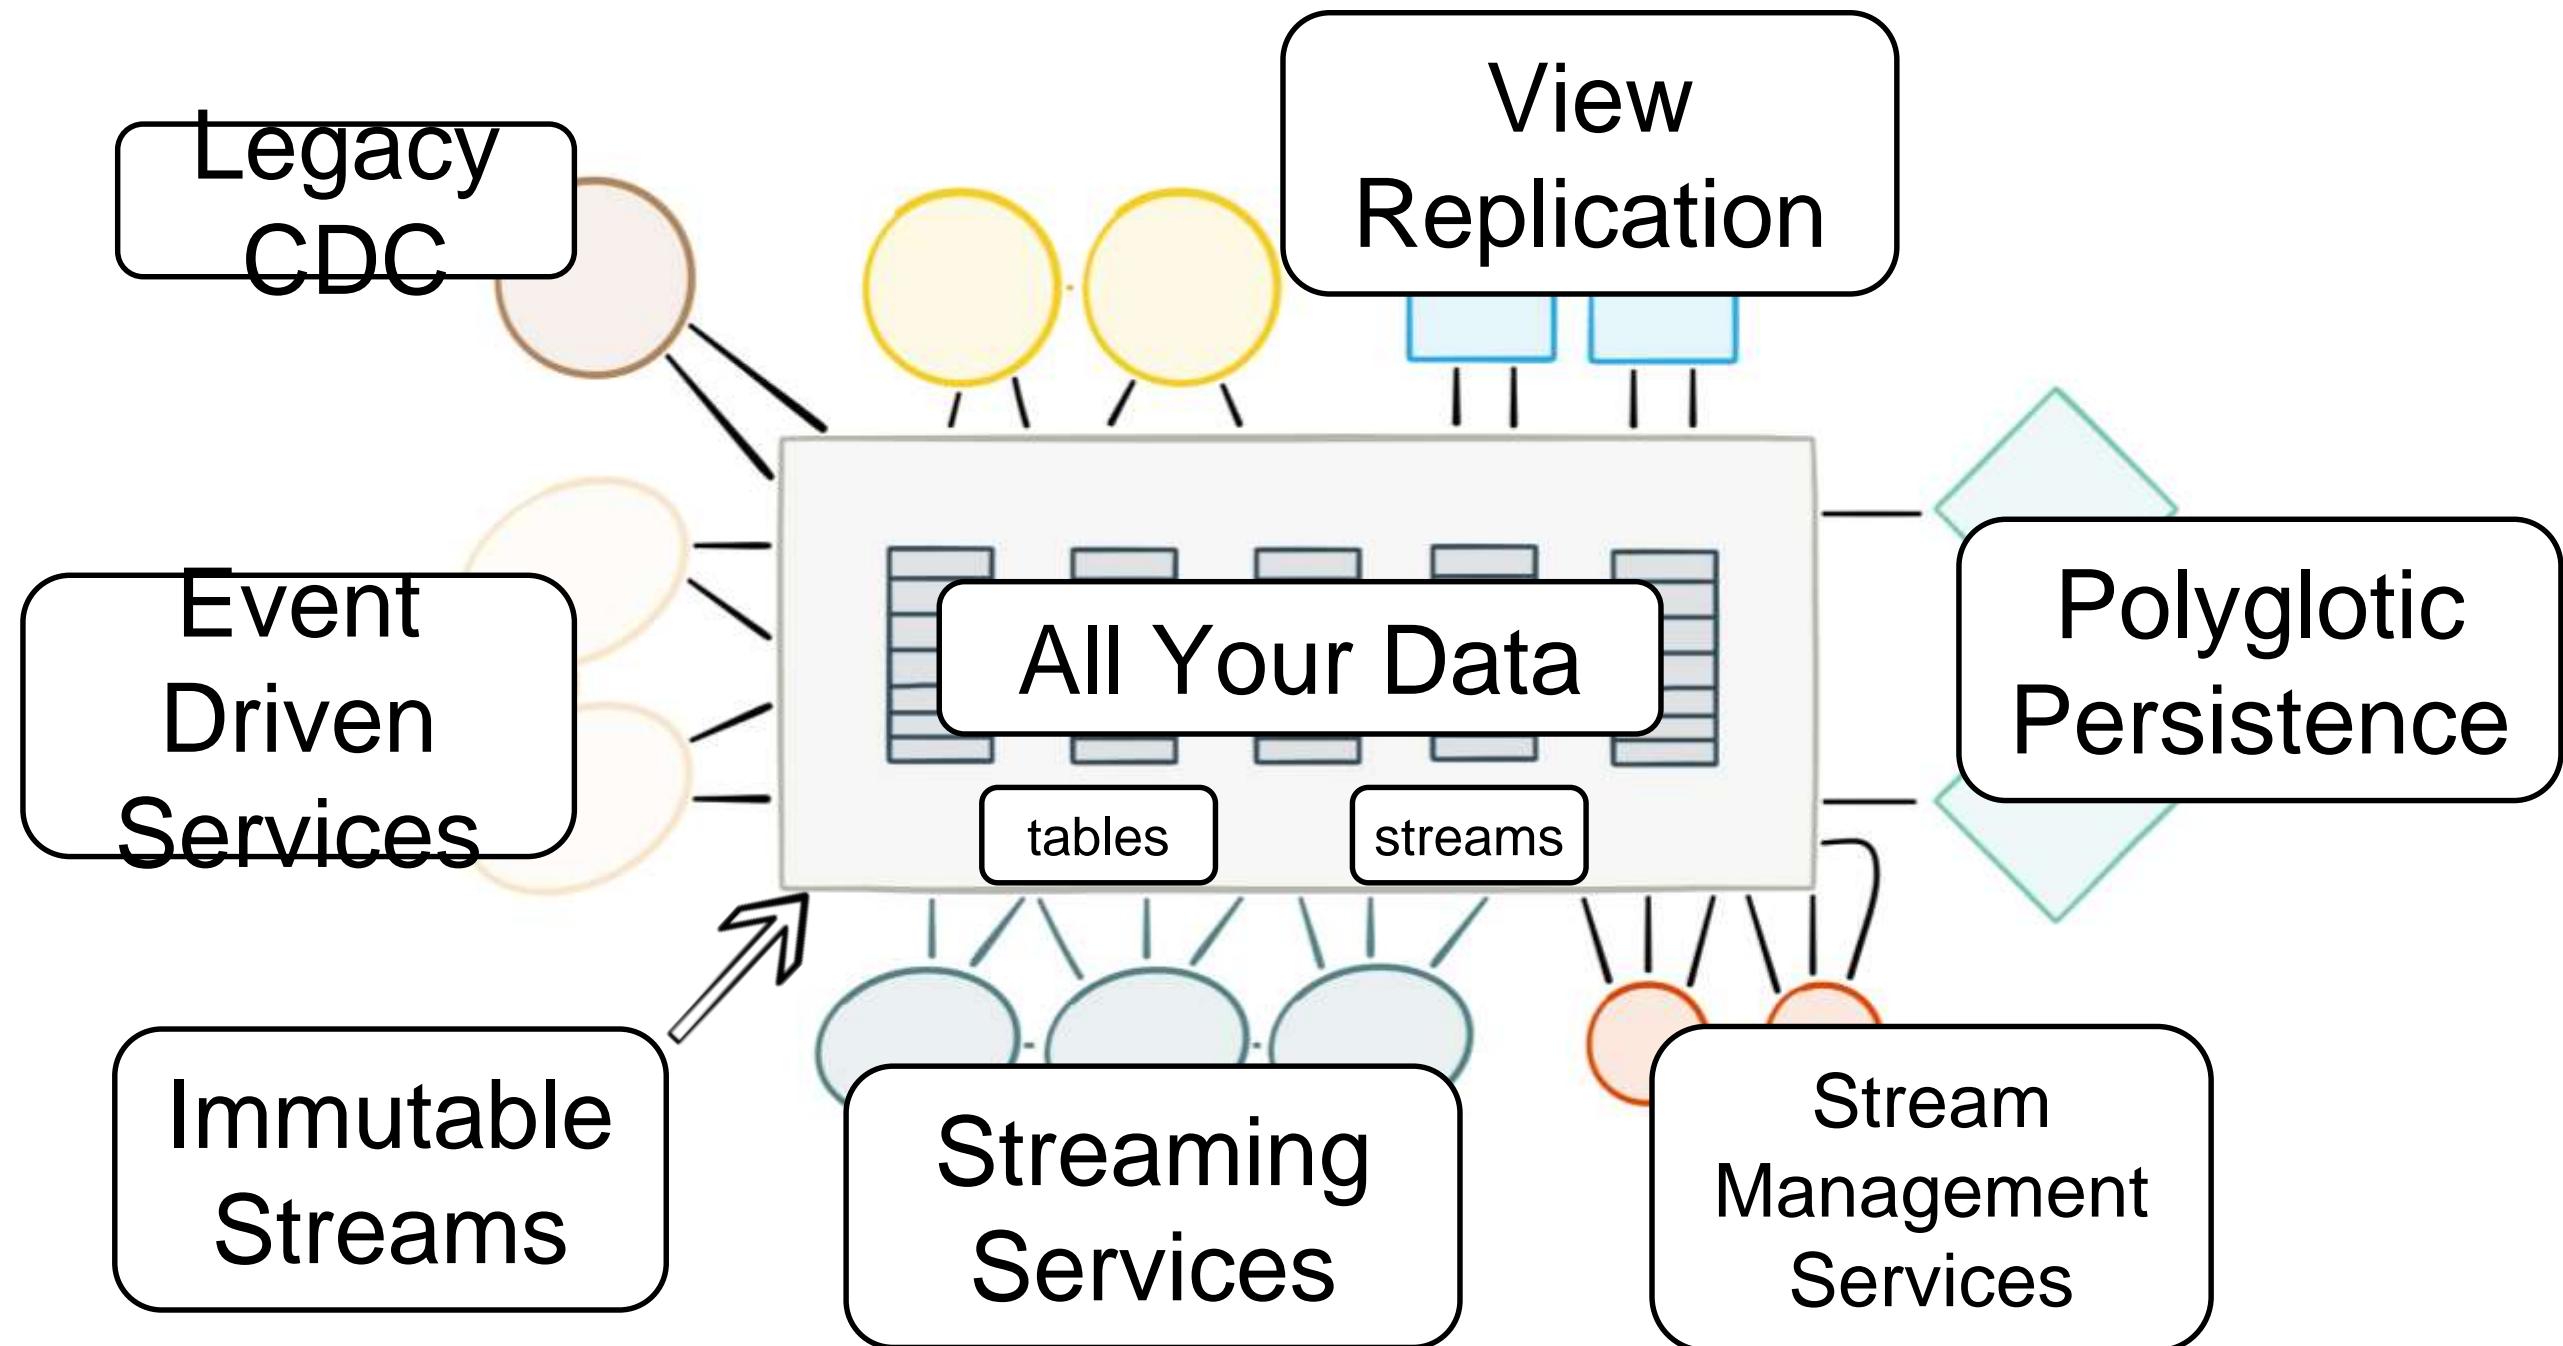 View
Replication
Legacy
CDC
Event
Driven
Services
All Your Data
Polyglotic
Persistence
tables
streams
Immutable
Streams
Streaming
Services
Stream
Management
Services